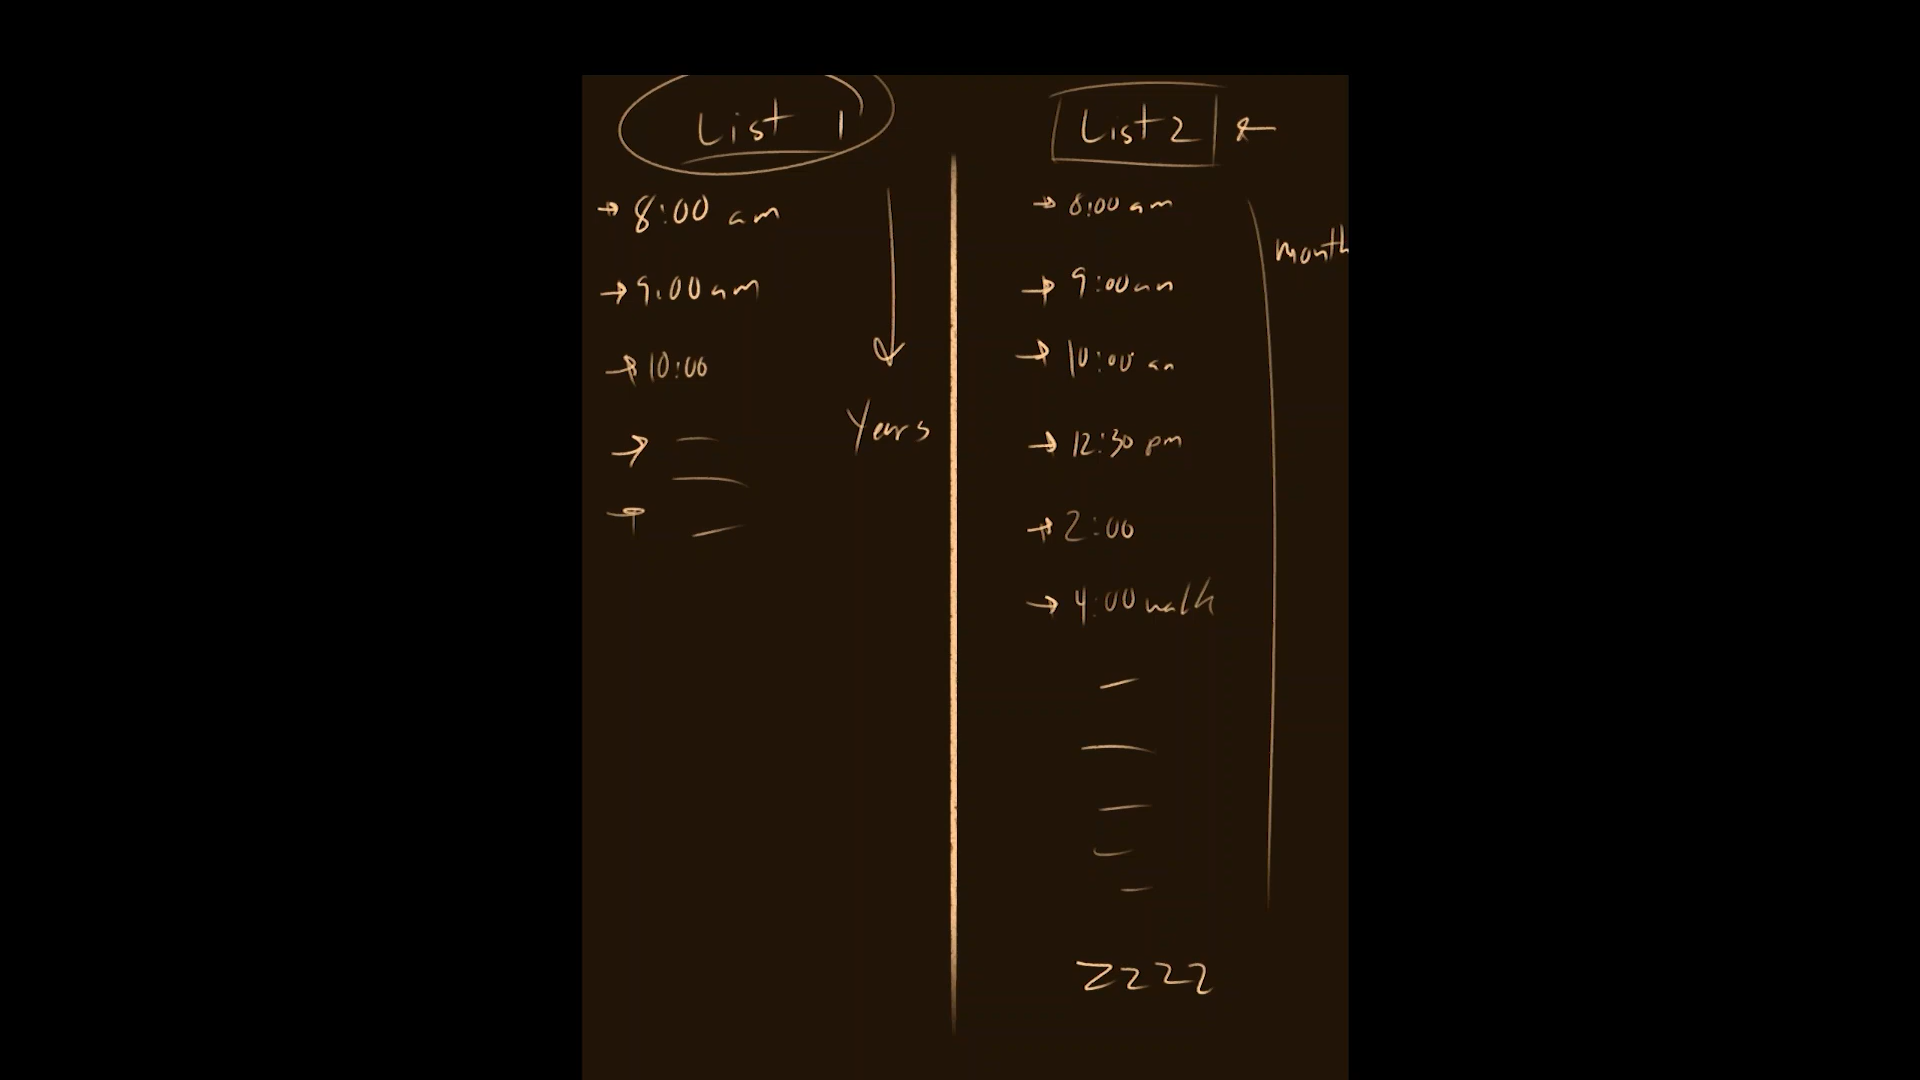 List 1
→ 8:00 am
→ 9:00 am
→ 10:00
Years
List 2
→ 8:00 am
→ 9:00 am
→ 10:00 am
→ 12:30 pm
→ 2:00
→ 4:00 walk
month
zzzz